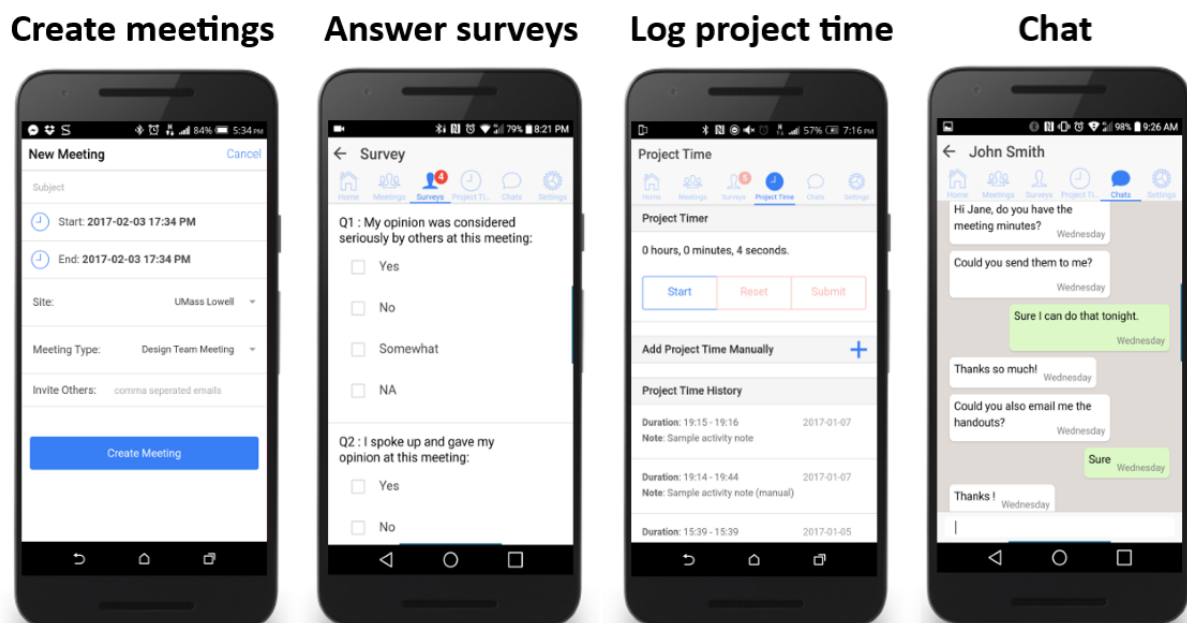 Create meetings
Answer surveys
Log project time
Chat
84% 5:34 PM
New Meeting Cancel
Subject
Start: 2017-02-03 17:34 PM
End: 2017-02-03 17:34 PM
Site: UMass Lowell
Meeting Type: Design Team Meeting
Invite Others: comma seperated emails
Create Meeting
79% 8:21 PM
Survey
4
Home Meetings Surveys Project Ti... Chats Settings
Q1 : My opinion was considered
seriously by others at this meeting:
Yes
No
Somewhat
NA
Q2 : I spoke up and gave my
opinion at this meeting:
Yes
No
57% 7:16 PM
Project Time
5
Home Meetings Surveys Project Time Chats Settings
Project Timer
0 hours, 0 minutes, 4 seconds.
Start Reset Submit
Add Project Time Manually
Project Time History
Duration: 19:15 - 19:16 2017-01-07
Note: Sample activity note
Duration: 19:14 - 19:44 2017-01-07
Note: Sample activity note (manual)
Duration: 15:39 - 15:39 2017-01-05
98% 9:26 AM
John Smith
Home Meetings Surveys Project Ti... Chats Settings
Hi Jane, do you have the
meeting minutes?
Wednesday
Could you send them to me?
Wednesday
Sure I can do that tonight.
Wednesday
Thanks so much!
Wednesday
Could you also email me the
handouts?
Wednesday
Sure
Wednesday
Thanks !
Wednesday